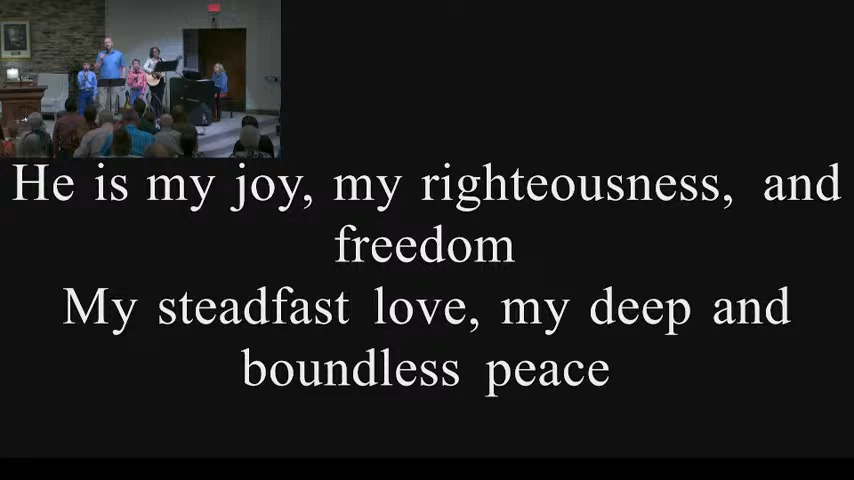 He is my joy, my righteousness, and
freedom
My steadfast love, my deep and
boundless peace